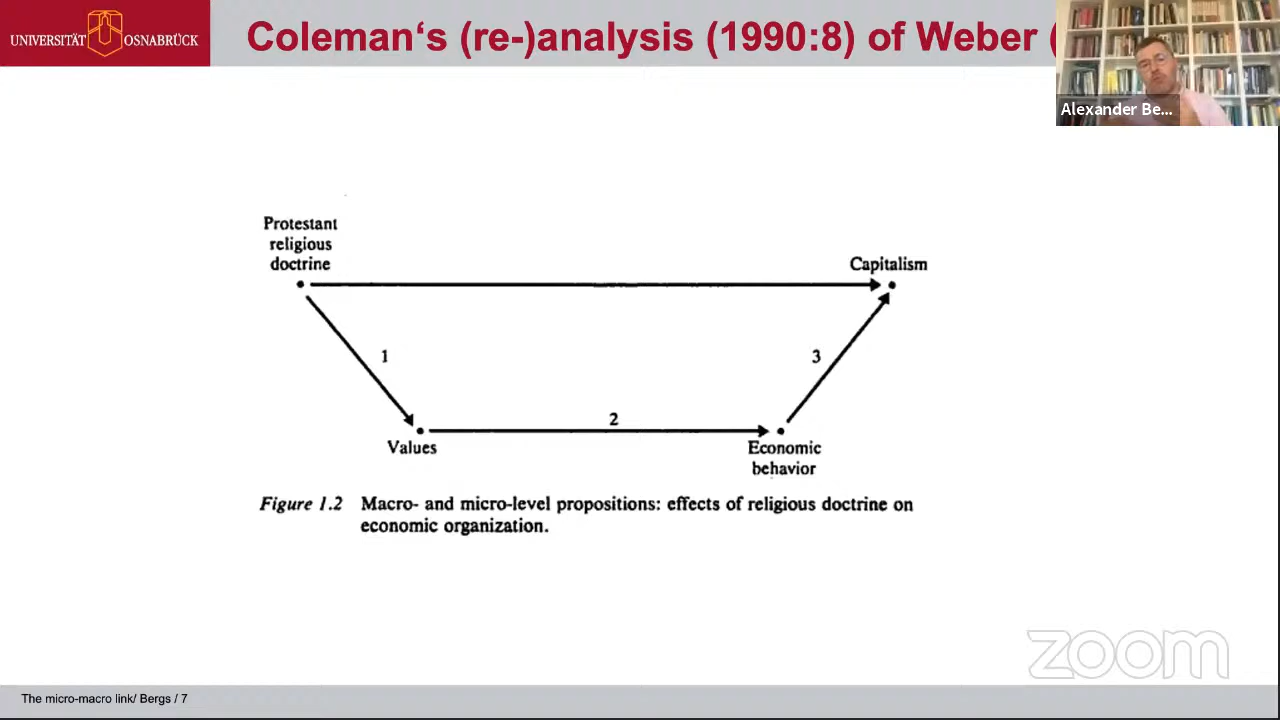 UNIVERSITÄT OSNABRÜCK
Coleman‘s (re-)analysis (1990:8) of Weber (
Alexander Be...
Protestant
religious
doctrine
Capitalism
1
3
2
Values
Economic
behavior
Figure 1.2 Macro- and micro-level propositions: effects of religious doctrine on
economic organization.
zoom
The micro-macro link/ Bergs / 7